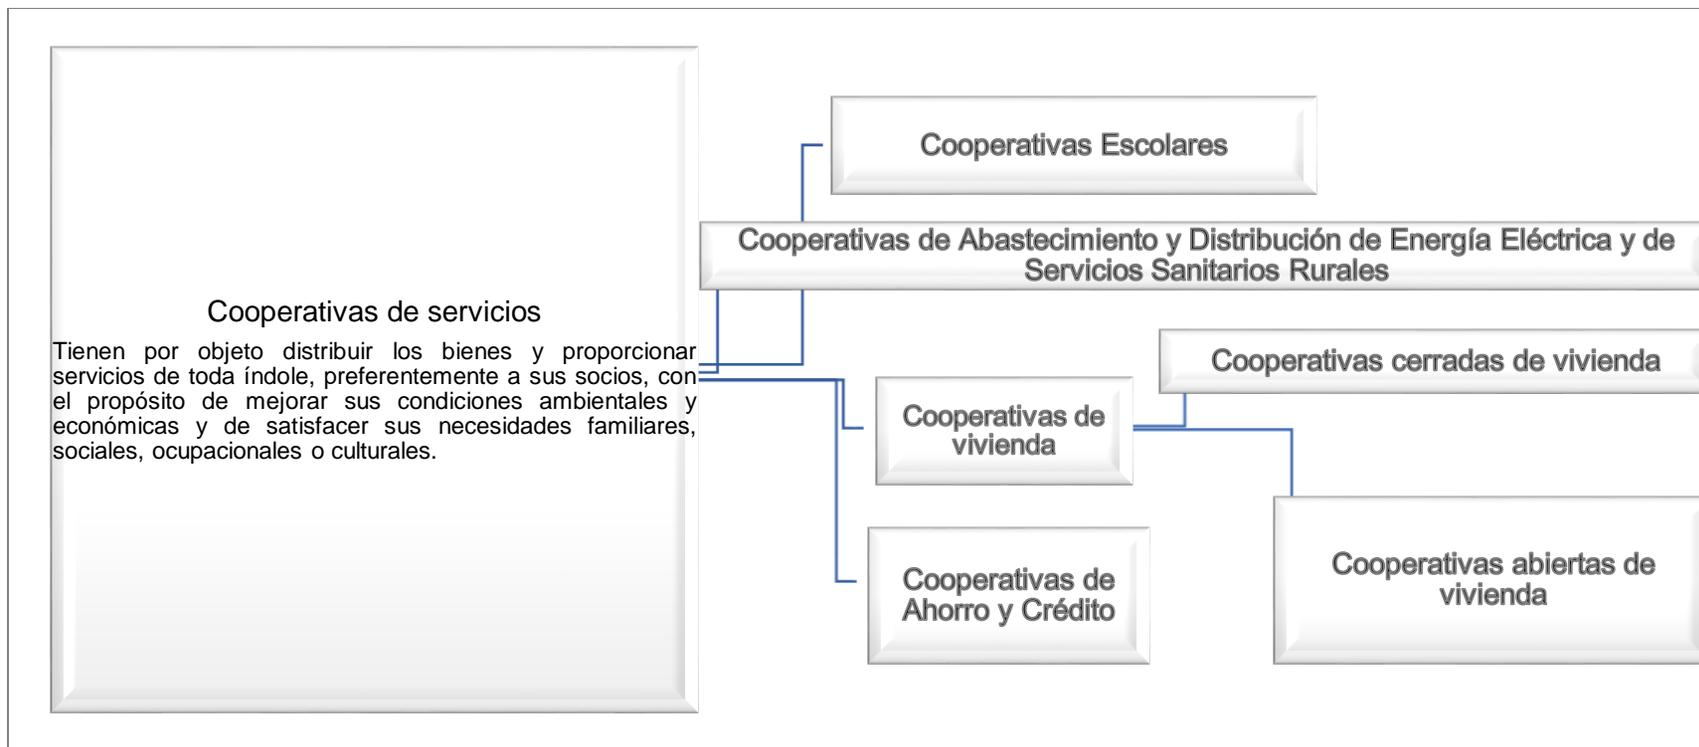 Cooperativas de servicios
Tienen por objeto distribuir los bienes y proporcionar
servicios de toda índole, preferentemente a sus socios, con
el propósito de mejorar sus condiciones ambientales y
económicas y de satisfacer sus necesidades familiares,
sociales, ocupacionales o culturales.
Cooperativas Escolares
Cooperativas de Abastecimiento y Distribución de Energía Eléctrica y de
Servicios Sanitarios Rurales
Cooperativas de
vivienda
Cooperativas cerradas de vivienda
Cooperativas abiertas de
vivienda
Cooperativas de
Ahorro y Crédito